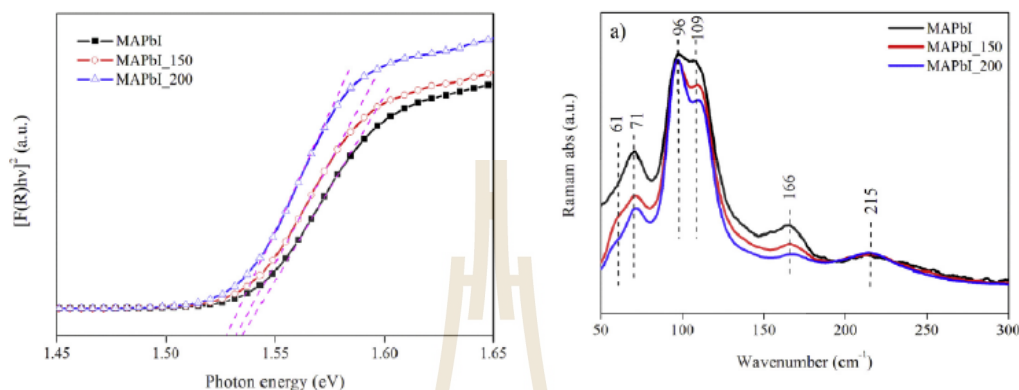 MAPbI
MAPbI_150
MAPbI_200
[F(R)hν]² (a.u.)
1.45 1.50 1.55 1.60 1.65
Photon energy (eV)
a)
96
109
MAPbI
MAPbI_150
MAPbI_200
61
71
166
215
Ramam abs (a.u.)
50 100 150 200 250 300
Wavenumber (cm⁻¹)